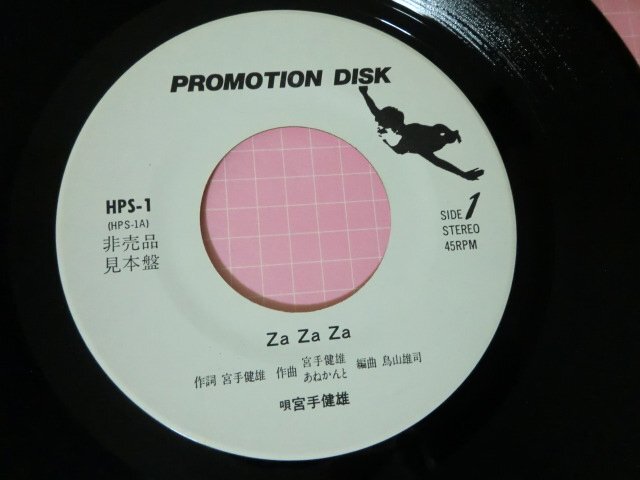 PROMOTION DISK
HPS-1
(HPS-1A)
非売品
見本盤
SIDE 1
STEREO
45RPM
Za Za Za
作詞 宮手健雄 作曲 宮手健雄 あねかんと 編曲 鳥山雄司
唄宮手健雄